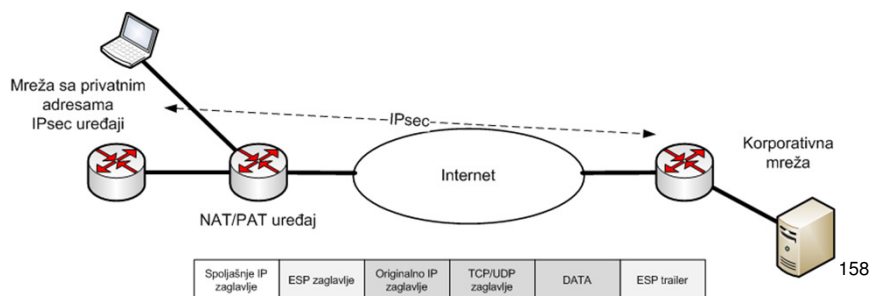 Mreža sa privatnim
adresama
IPsec uređaji
IPsec
Internet
Korporativna
mreža
NAT/PAT uređaj
Spoljašnje IP
zaglavlje
ESP zaglavlje
Originalno IP
zaglavlje
TCP/UDP
zaglavlje
DATA
ESP trailer
158